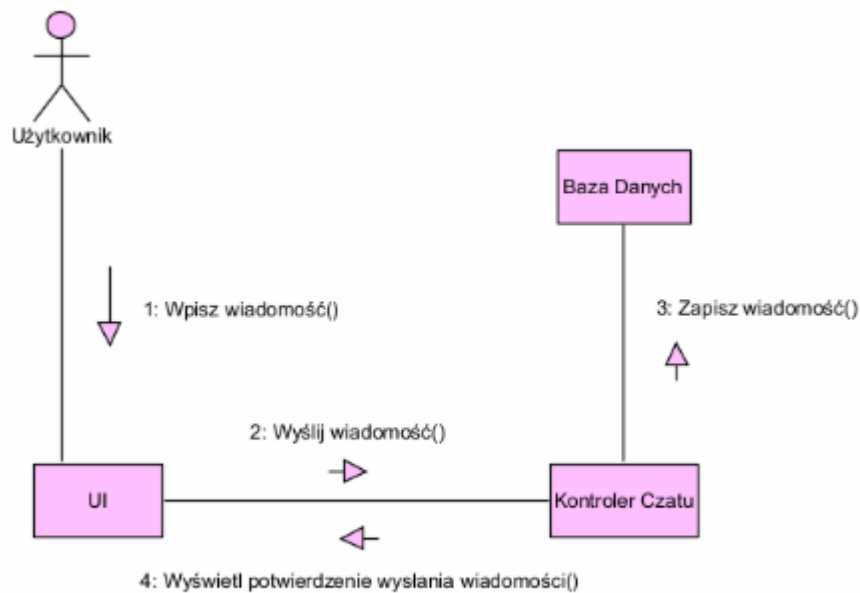 Użytkownik
Baza Danych
1: Wpisz wiadomość()
3: Zapisz wiadomość()
2: Wyślij wiadomość()
UI
Kontroler Czatu
4: Wyświetl potwierdzenie wysłania wiadomości()